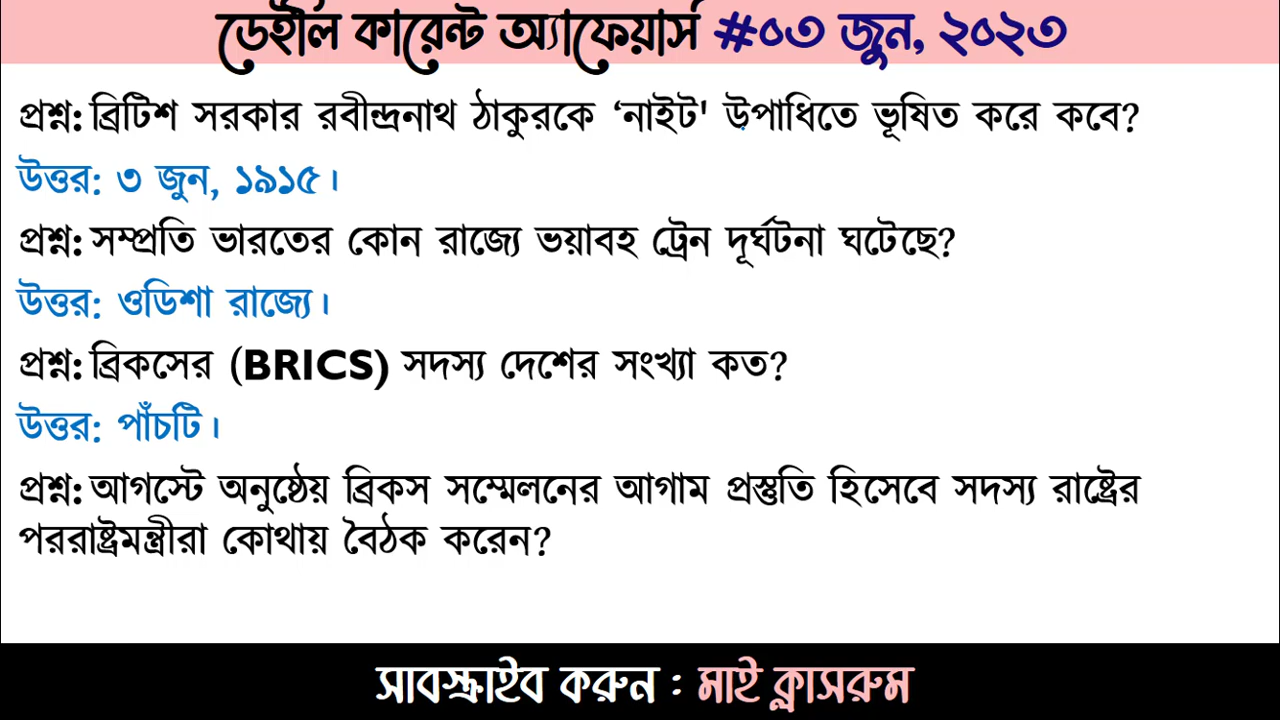 ডেইলি কারেন্ট অ্যাফেয়ার্স #০৩ জুন, ২০২৩
প্রশ্ন: ব্রিটিশ সরকার রবীন্দ্রনাথ ঠাকুরকে ‘নাইট' উপাধিতে ভূষিত করে কবে?
উত্তর: ৩ জুন, ১৯১৫।
প্রশ্ন: সম্প্রতি ভারতের কোন রাজ্যে ভয়াবহ ট্রেন দূর্ঘটনা ঘটেছে?
উত্তর: ওডিশা রাজ্যে।
প্রশ্ন: ব্রিকসের (BRICS) সদস্য দেশের সংখ্যা কত?
উত্তর: পাঁচটি।
প্রশ্ন: আগস্টে অনুষ্ঠেয় ব্রিকস সম্মেলনের আগাম প্রস্তুতি হিসেবে সদস্য রাষ্ট্রের
পররাষ্ট্রমন্ত্রীরা কোথায় বৈঠক করেন?
সাবস্ক্রাইব করুন : মাই ক্লাসরুম